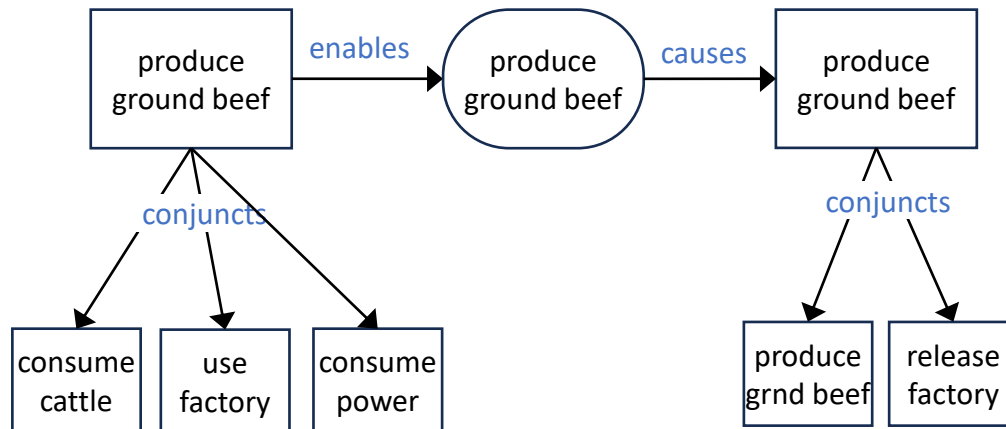 produce
ground beef
enables
produce
ground beef
causes
produce
ground beef
conjuncts
conjuncts
consume
cattle
use
factory
consume
power
produce
grnd beef
release
factory